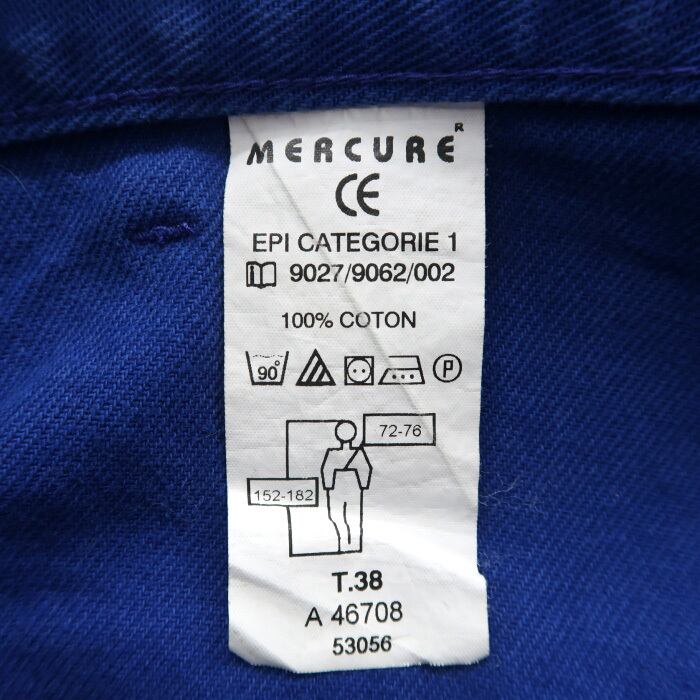 MERCURE R
CE
EPI CATEGORIE 1
9027/9062/002
100% COTON
90° P
72-76
152-182
T.38
A 46708
53056